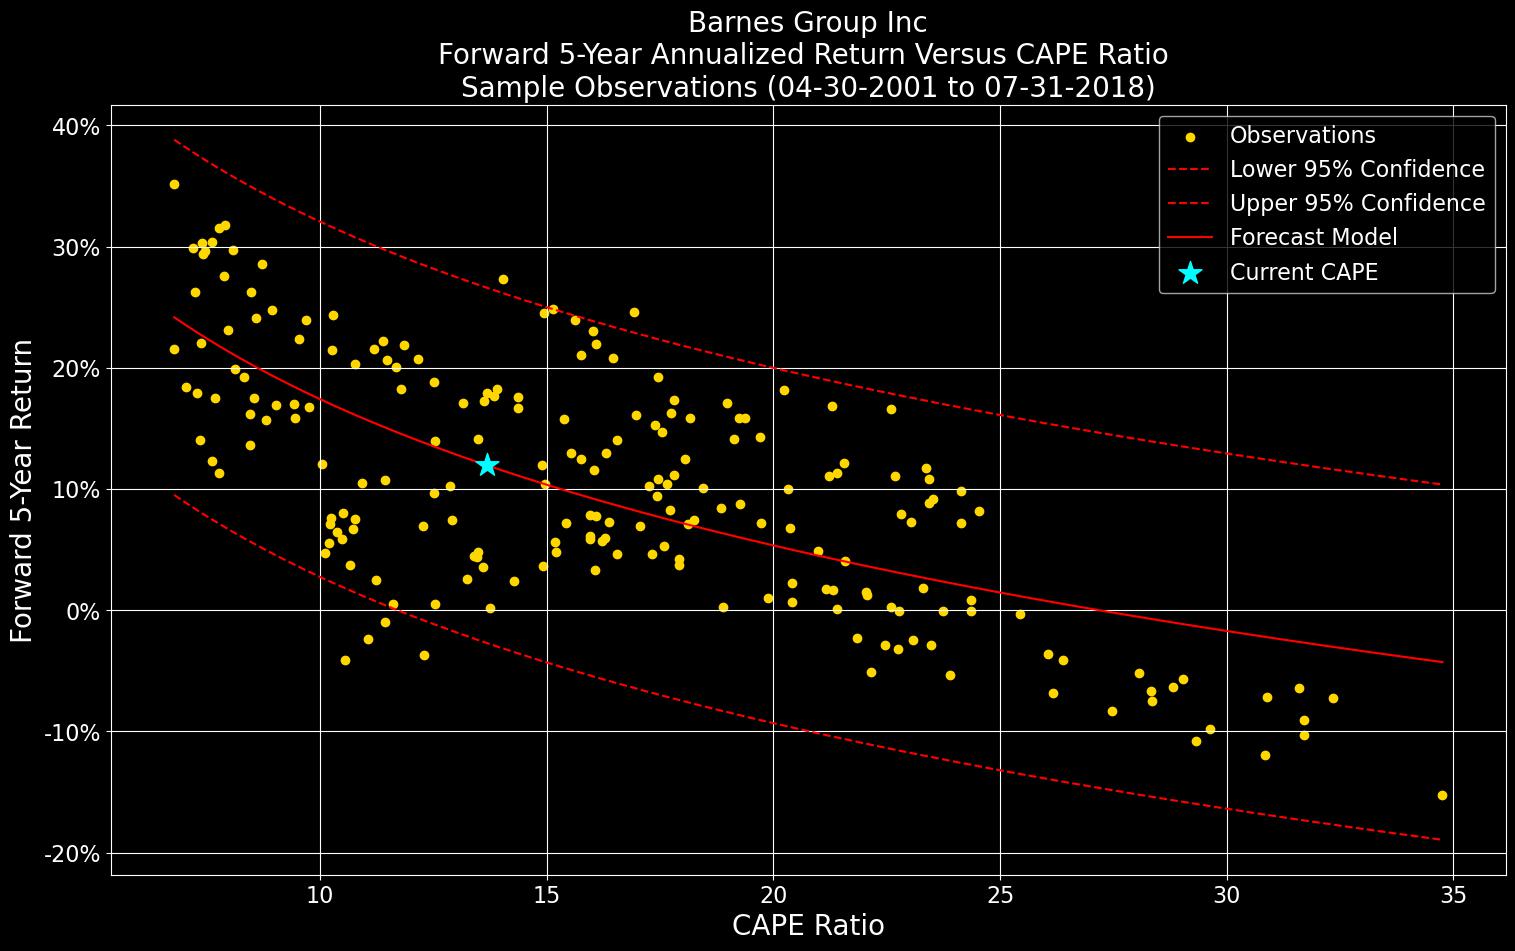 Barnes Group Inc
Forward 5-Year Annualized Return Versus CAPE Ratio
Sample Observations (04-30-2001 to 07-31-2018)
Observations
Lower 95% Confidence
Upper 95% Confidence
Forecast Model
Current CAPE
Forward 5-Year Return
40%
30%
20%
10%
0%
-10%
-20%
10 15 20 25 30 35
CAPE Ratio